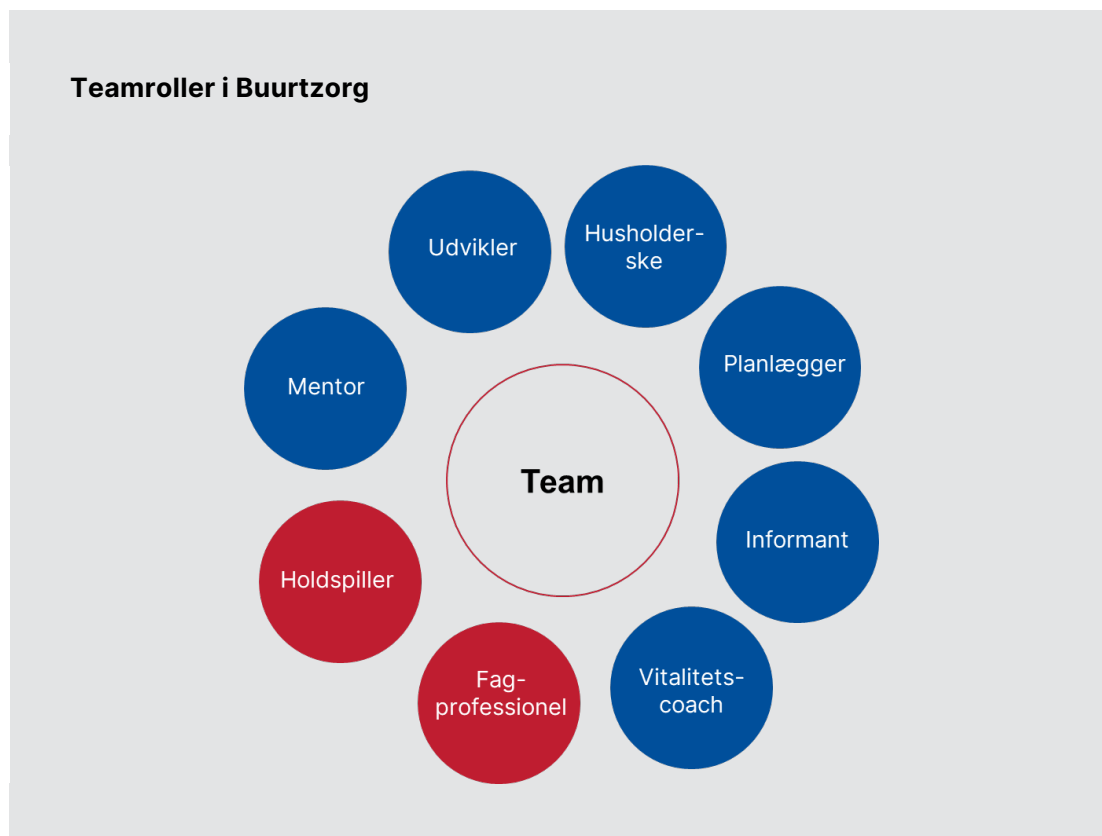 Teamroller i Buurtzorg
Udvikler
Husholder-
ske
Planlægger
Mentor
Team
Informant
Holdspiller
Fag-
professionel
Vitalitets-
coach